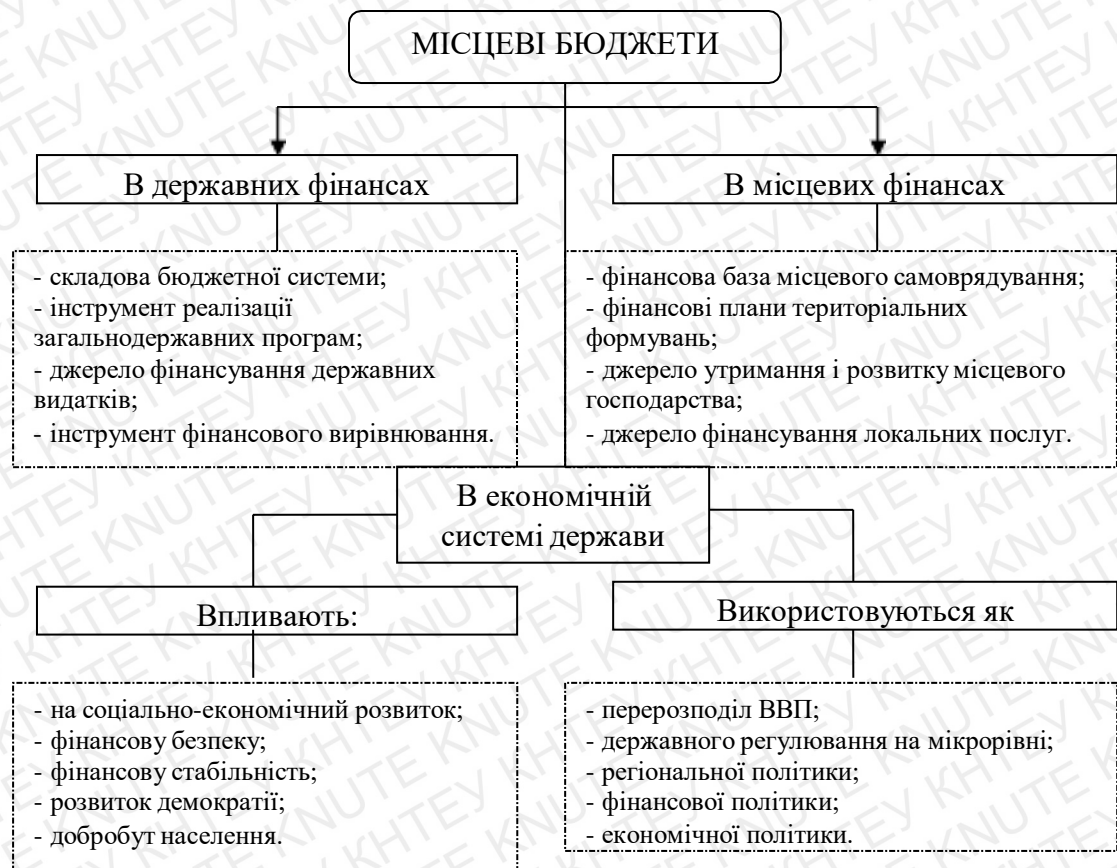 МІСЦЕВІ БЮДЖЕТИ
В державних фінансах
В місцевих фінансах
- складова бюджетної системи;
- інструмент реалізації
загальнодержавних програм;
- джерело фінансування державних
видатків;
- інструмент фінансового вирівнювання.
- фінансова база місцевого самоврядування;
- фінансові плани територіальних
формувань;
- джерело утримання і розвитку місцевого
господарства;
- джерело фінансування локальних послуг.
В економічній
системі держави
Впливають:
Використовуються як
- на соціально-економічний розвиток;
- фінансову безпеку;
- фінансову стабільність;
- розвиток демократії;
- добробут населення.
- перерозподіл ВВП;
- державного регулювання на мікрорівні;
- регіональної політики;
- фінансової політики;
- економічної політики.